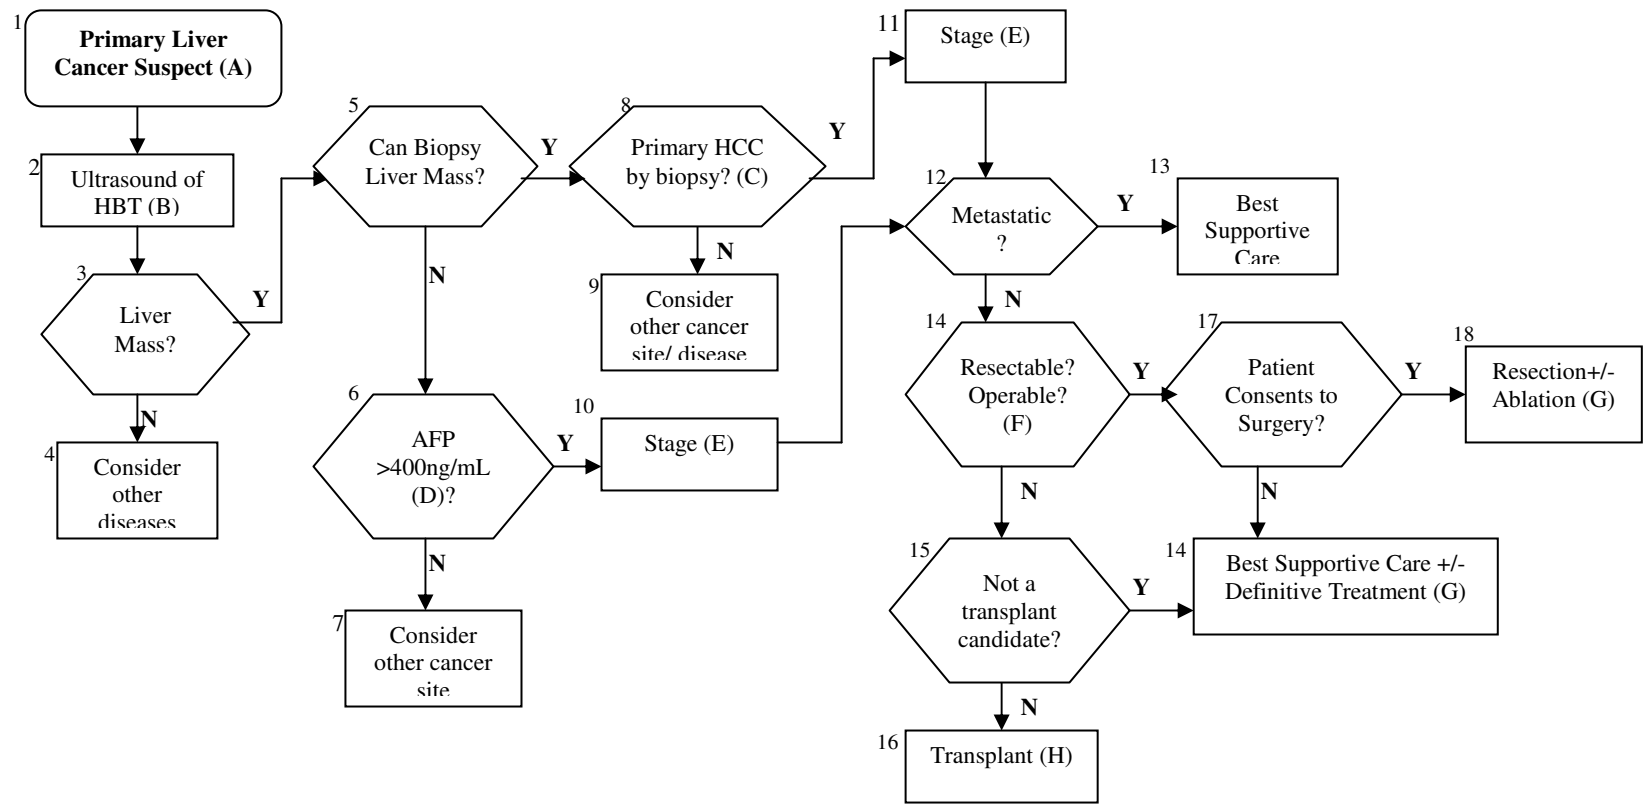 1
Primary Liver
Cancer Suspect (A)
2
Ultrasound of
HBT (B)
3
Liver
Mass?
Y
N
4
Consider
other
diseases
5
Can Biopsy
Liver Mass?
Y
N
6
AFP
>400ng/mL
(D)?
Y
N
7
Consider
other cancer
site
8
Primary HCC
by biopsy? (C)
Y
N
9
Consider
other cancer
site/ disease
10
Stage (E)
11
Stage (E)
12
Metastatic
?
Y
N
13
Best
Supportive
Care
14
Resectable?
Operable?
(F)
Y
N
15
Not a
transplant
candidate?
Y
N
16
Transplant (H)
17
Patient
Consents to
Surgery?
Y
N
18
Resection+/-
Ablation (G)
14
Best Supportive Care +/-
Definitive Treatment (G)